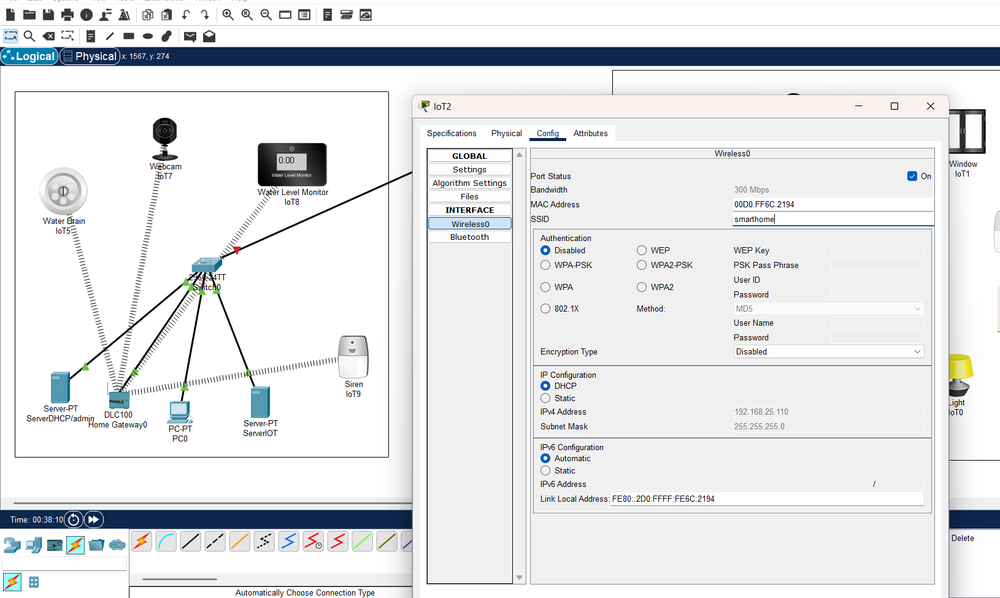 Logical
Physical
x: 1567, y: 274
Webcam
IoT7
0.00
Water Level Monitor
Water Level Monitor
IoT8
Water Drain
IoT5
2960-24TT
Switch0
Siren
IoT9
Server-PT
ServerDHCP/admin
DLC100
Home Gateway0
PC-PT
PC0
Server-PT
ServerIOT
Window
IoT1
Light
IoT0
IoT2
Specifications
Physical
Config
Attributes
GLOBAL
Settings
Algorithm Settings
Files
INTERFACE
Wireless0
Bluetooth
Wireless0
Port Status
On
Bandwidth
300 Mbps
MAC Address
00D0.FF6C.2194
SSID
smarthome
Authentication
Disabled
WEP
WEP Key
WPA-PSK
WPA2-PSK
PSK Pass Phrase
User ID
WPA
WPA2
Password
802.1X
Method:
MD5
User Name
Password
Encryption Type
Disabled
IP Configuration
DHCP
Static
IPv4 Address
192.168.25.110
Subnet Mask
255.255.255.0
IPv6 Configuration
Automatic
Static
IPv6 Address
/
Link Local Address:
FE80::2D0:FFFF:FE6C:2194
Time: 00:38:10
Delete
Automatically Choose Connection Type